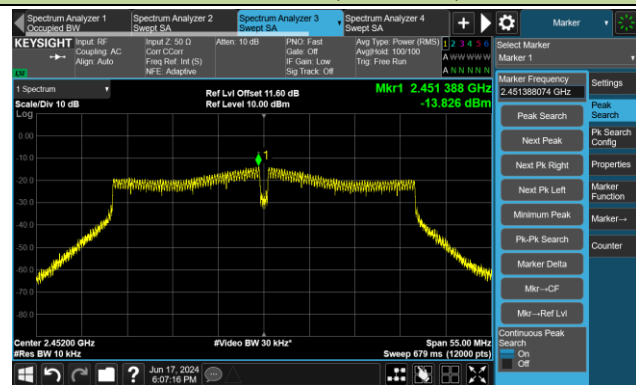 Spectrum Analyzer 1
Occupied BW
Spectrum Analyzer 2
Swept SA
Spectrum Analyzer 3
Swept SA
Spectrum Analyzer 4
Swept SA
Marker
KEYSIGHT
Input: RF
Coupling: AC
Align: Auto
Input Z: 50 Ω
Corr CCorr
Freq Ref: Int (S)
NFE: Adaptive
Atten: 10 dB
PNO: Fast
Gate: Off
IF Gain: Low
Sig Track: Off
Avg Type: Power (RMS)
Avg|Hold: 100/100
Trig: Free Run
1 2 3 4 5 6
A W W W W W
A N N N N N
Select Marker
Marker 1
1 Spectrum
Scale/Div 10 dB
Log
Ref Lvl Offset 11.60 dB
Ref Level 10.00 dBm
Mkr1 2.451 388 GHz
-13.826 dBm
Marker Frequency
2.451388074 GHz
Peak Search
Next Peak
Next Pk Right
Next Pk Left
Minimum Peak
Pk-Pk Search
Marker Delta
Mkr→CF
Mkr→Ref Lvl
Continuous Peak
Search
On
Off
Settings
Peak
Search
Pk Search
Config
Properties
Marker
Function
Marker→
Counter
0.00
-10.0
-20.0
-30.0
-40.0
-50.0
-60.0
-70.0
-80.0
1
Center 2.45200 GHz
#Res BW 10 kHz
#Video BW 30 kHz*
Span 55.00 MHz
Sweep 679 ms (12000 pts)
Jun 17, 2024
6:07:16 PM